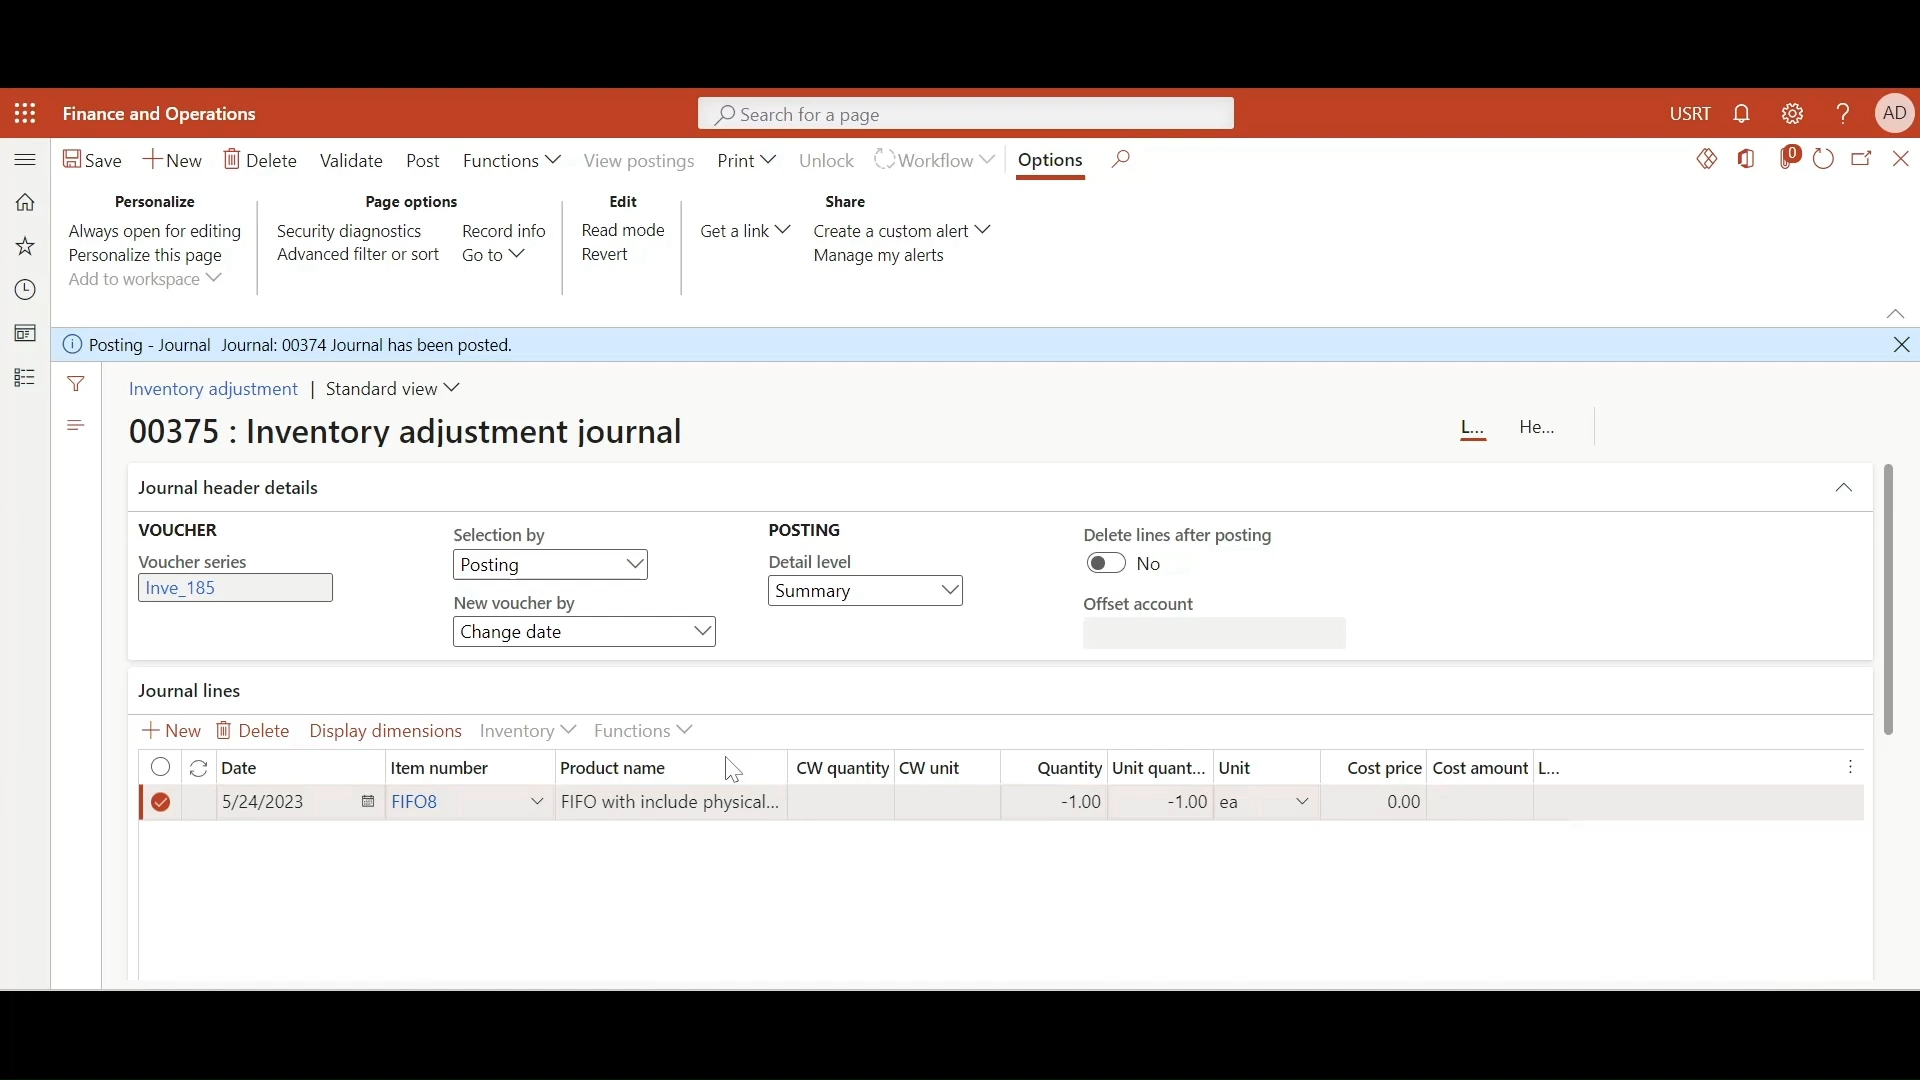 Finance and Operations
Search for a page
USRT
AD
Save New Delete Validate Post Functions View postings Print Unlock Workflow Options
0
Personalize
Always open for editing
Personalize this page
Add to workspace
Page options
Security diagnostics Record info
Advanced filter or sort Go to
Edit
Read mode
Revert
Share
Get a link Create a custom alert
Manage my alerts
Posting - Journal Journal: 00374 Journal has been posted.
Inventory adjustment | Standard view
00375 : Inventory adjustment journal
L... He...
Journal header details
VOUCHER
Voucher series
Inve_185
Selection by
Posting
New voucher by
Change date
POSTING
Detail level
Summary
Delete lines after posting
No
Offset account
Journal lines
New Delete Display dimensions Inventory Functions
Date Item number Product name CW quantity CW unit Quantity Unit quant... Unit Cost price Cost amount L...
5/24/2023 FIFO8 FIFO with include physical... -1.00 -1.00 ea 0.00